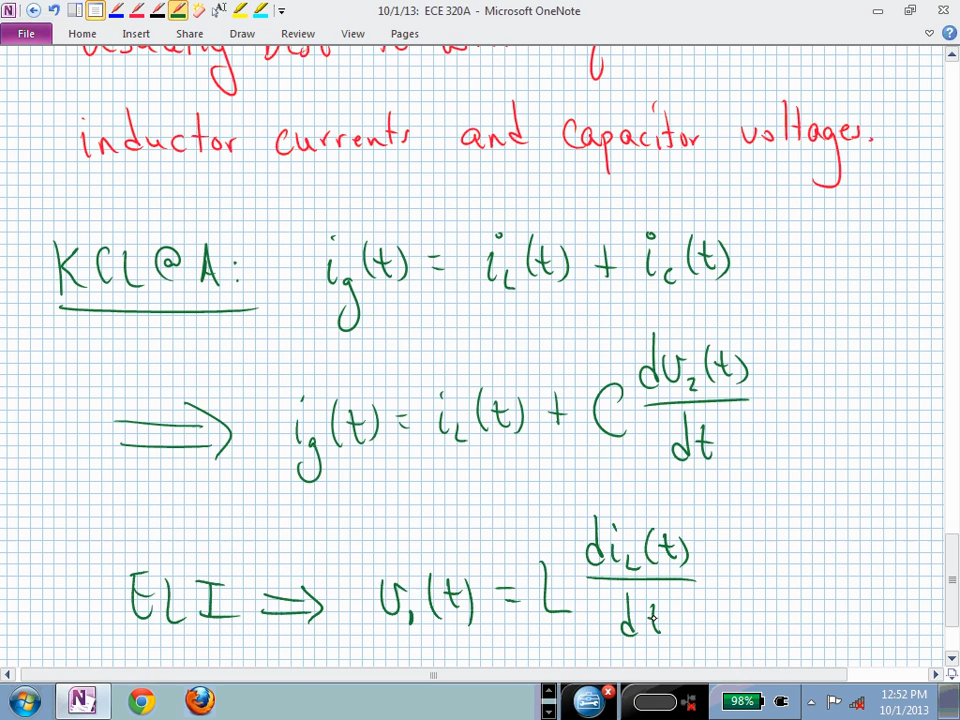 10/1/13: ECE 320A - Microsoft OneNote
File Home Insert Share Draw Review View Pages
inductor currents and capacitor voltages.
KCL@A: i_g(t) = i_L(t) + i_c(t)
⟹ i_g(t) = i_L(t) + C dv_2(t)/dt
ELI ⟹ v_1(t) = L di_L(t)/dt
98% 12:52 PM
10/1/2013